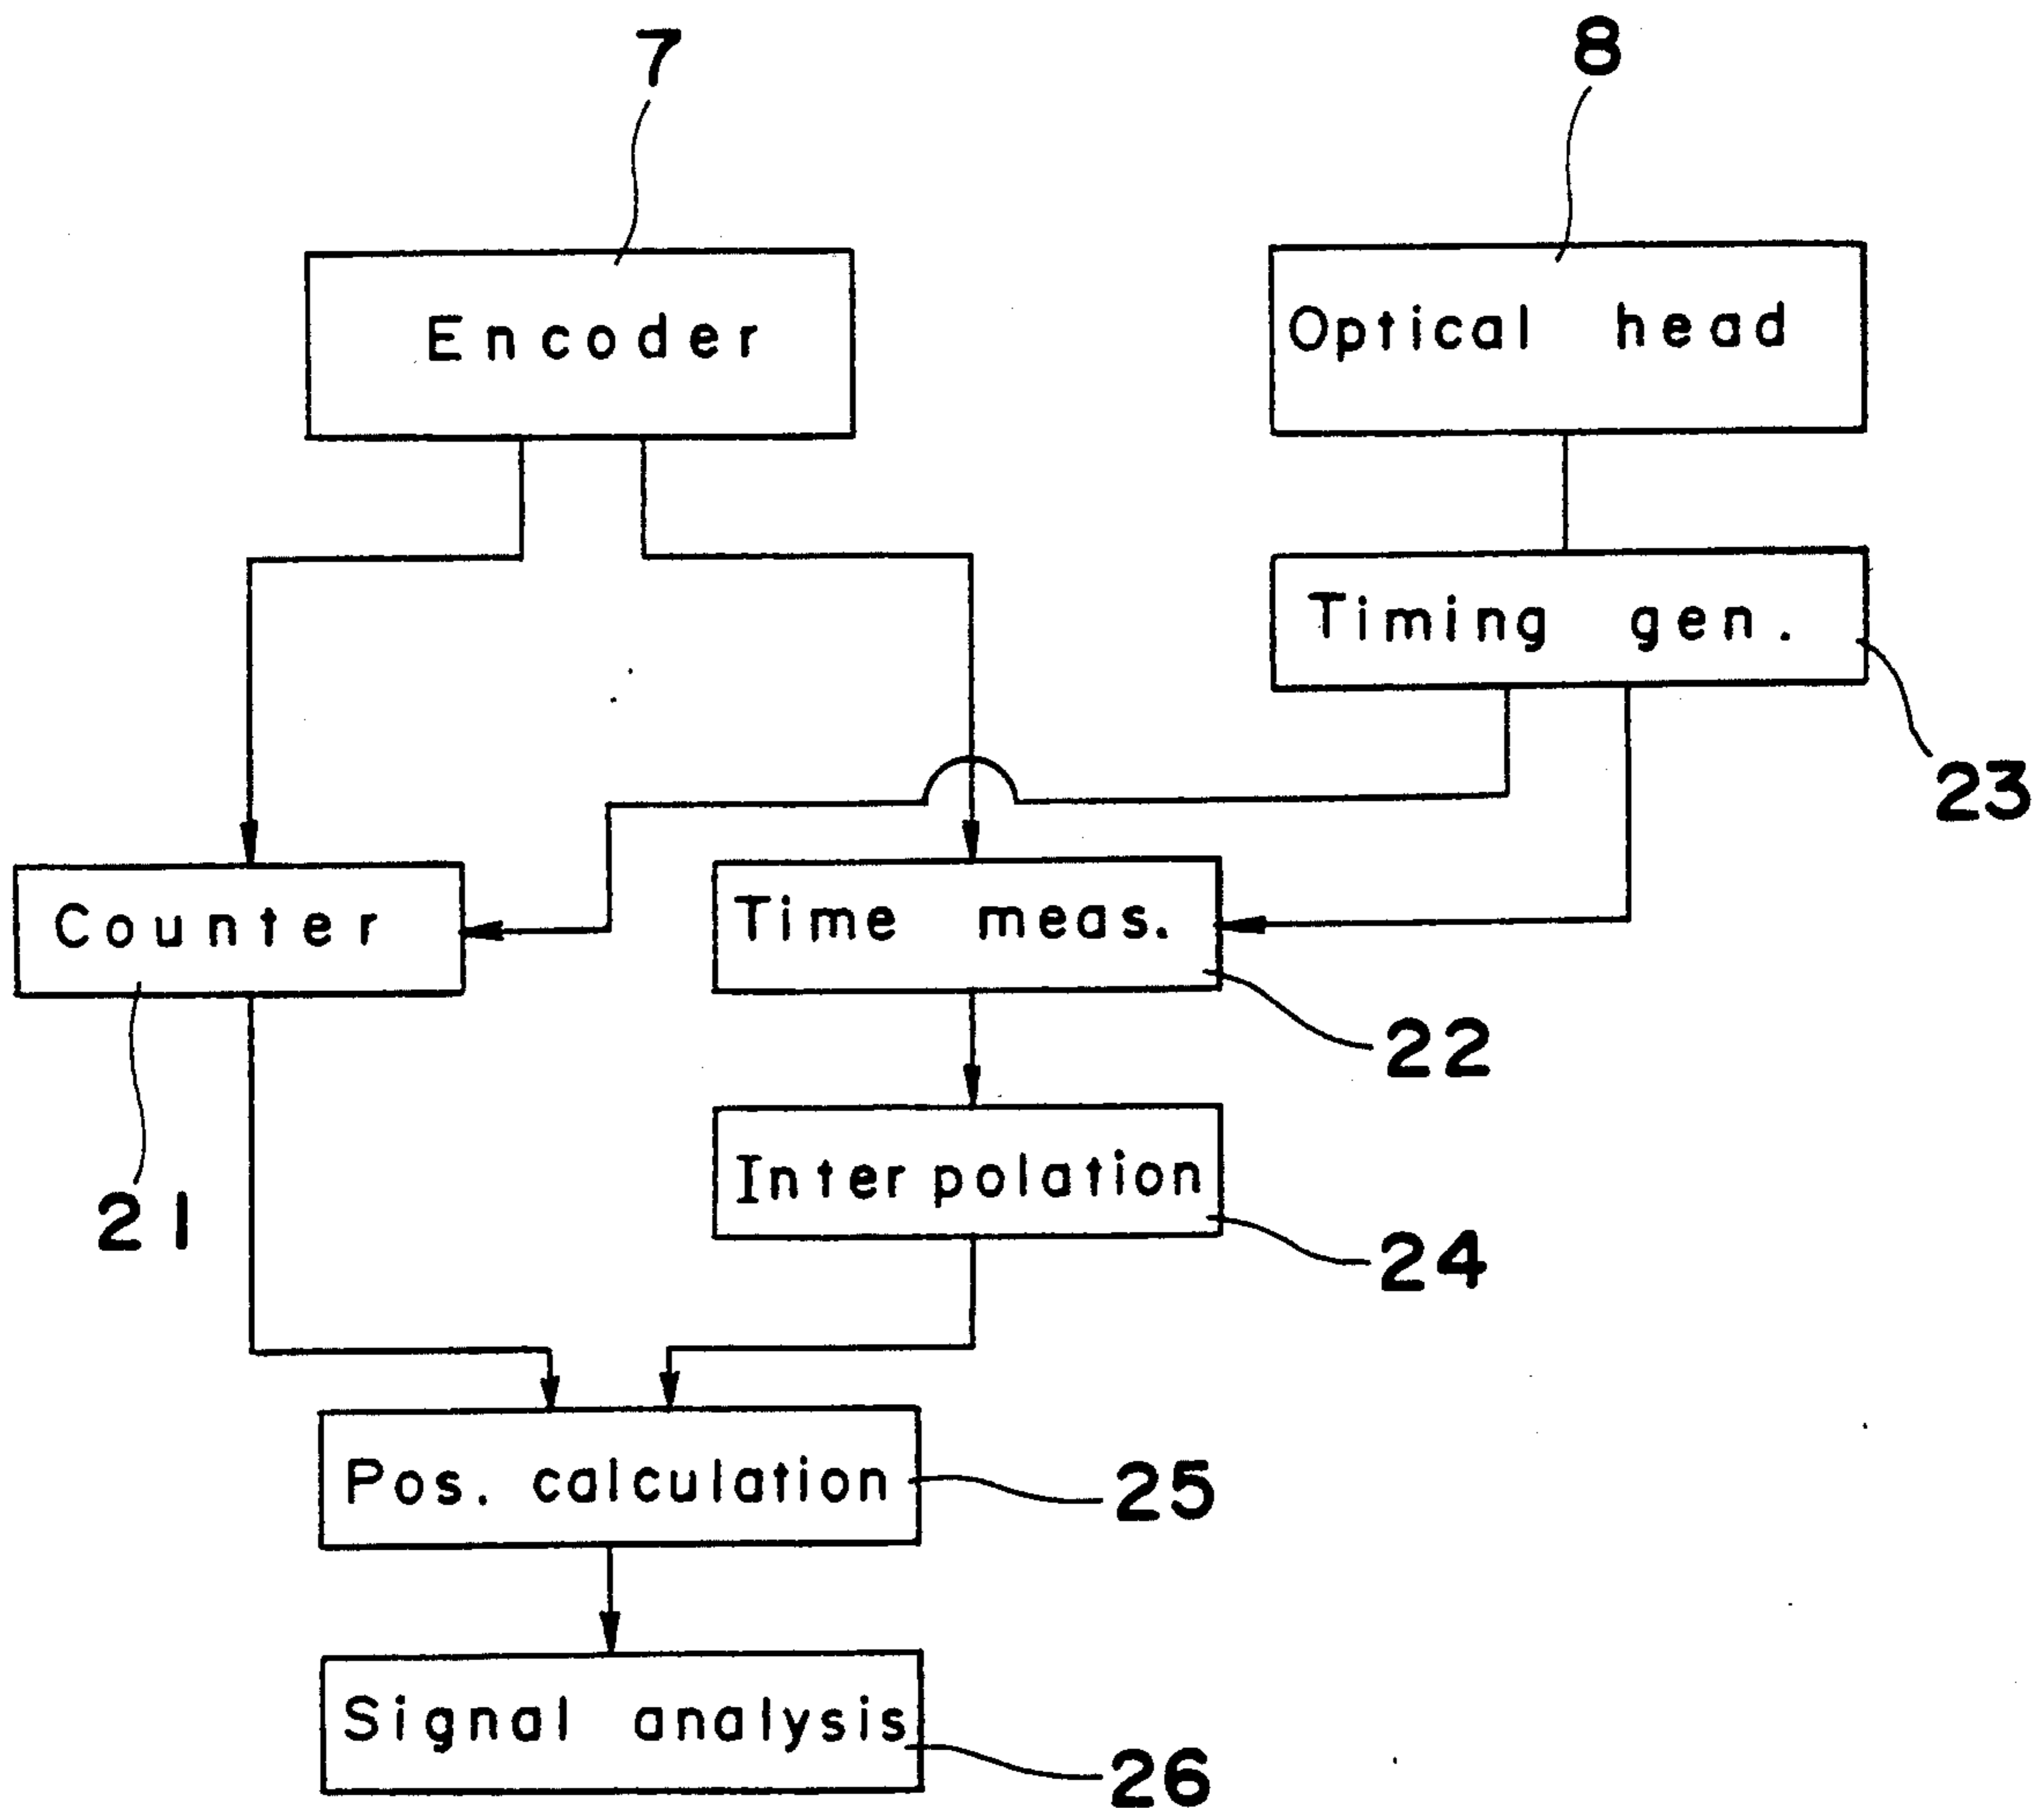 7
8
Encoder
Optical head
Timing gen.
23
Counter
Time meas.
22
21
Interpolation
24
Pos. calculation
25
Signal analysis
26